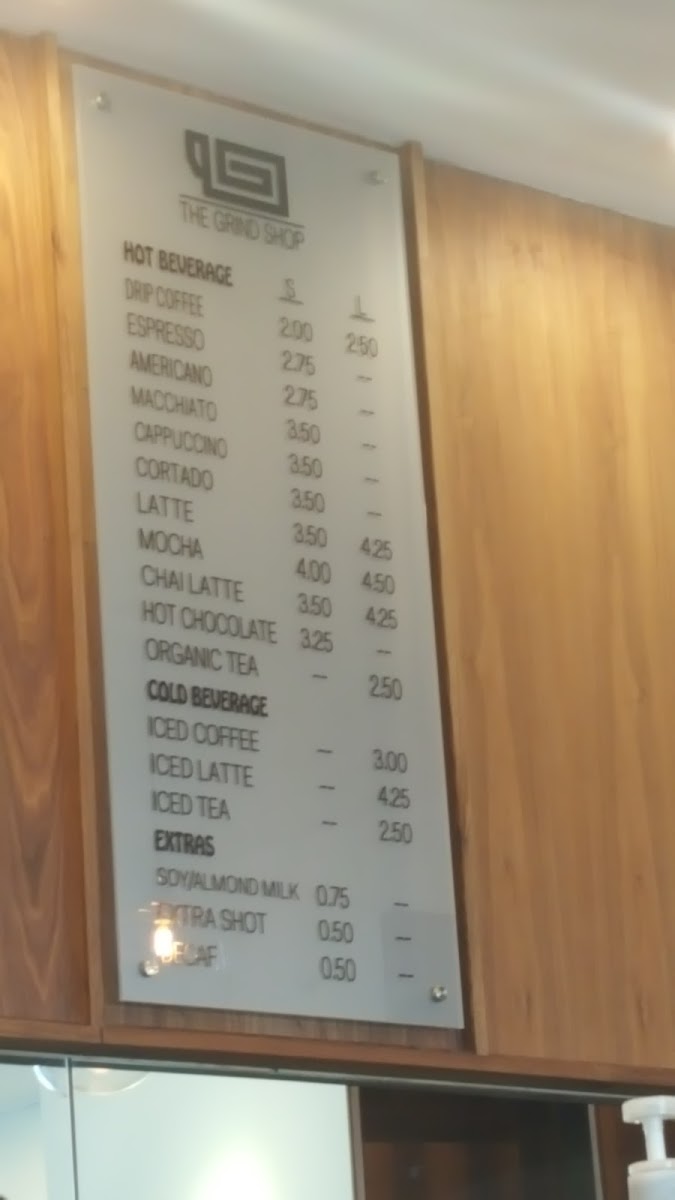 THE GRIND SHOP
HOT BEVERAGE S L
DRIP COFFEE 2.00 2.50
ESPRESSO 2.75 --
AMERICANO 2.75 --
MACCHIATO 3.50 --
CAPPUCCINO 3.50 --
CORTADO 3.50 --
LATTE 3.50 4.25
MOCHA 4.00 4.50
CHAI LATTE 3.50 4.25
HOT CHOCOLATE 3.25 --
ORGANIC TEA -- 2.50
COLD BEVERAGE
ICED COFFEE -- 3.00
ICED LATTE -- 4.25
ICED TEA -- 2.50
EXTRAS
SOY/ALMOND MILK 0.75 --
EXTRA SHOT 0.50 --
DECAF 0.50 --